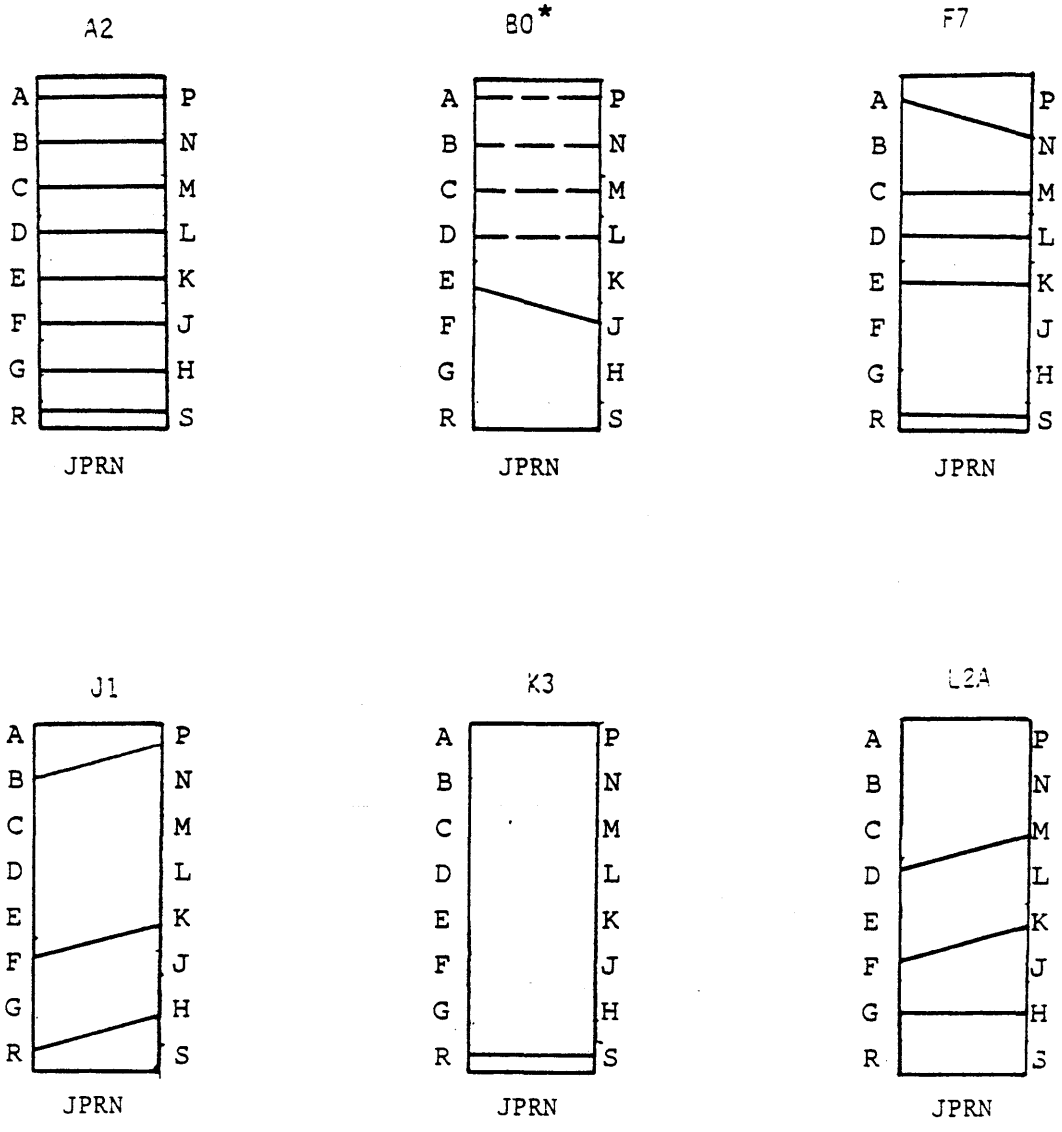 A2 B0* F7
A P A P A P
B N B N B N
C M C M C M
D L D L D L
E K E K E K
F J F J F J
G H G H G H
R S R S R S
JPRN JPRN JPRN
J1 K3 L2A
A P A P A P
B N B N B N
C M C M C M
D L D L D L
E K E K E K
F J F J F J
G H G H G H
R S R S R S
JPRN JPRN JPRN